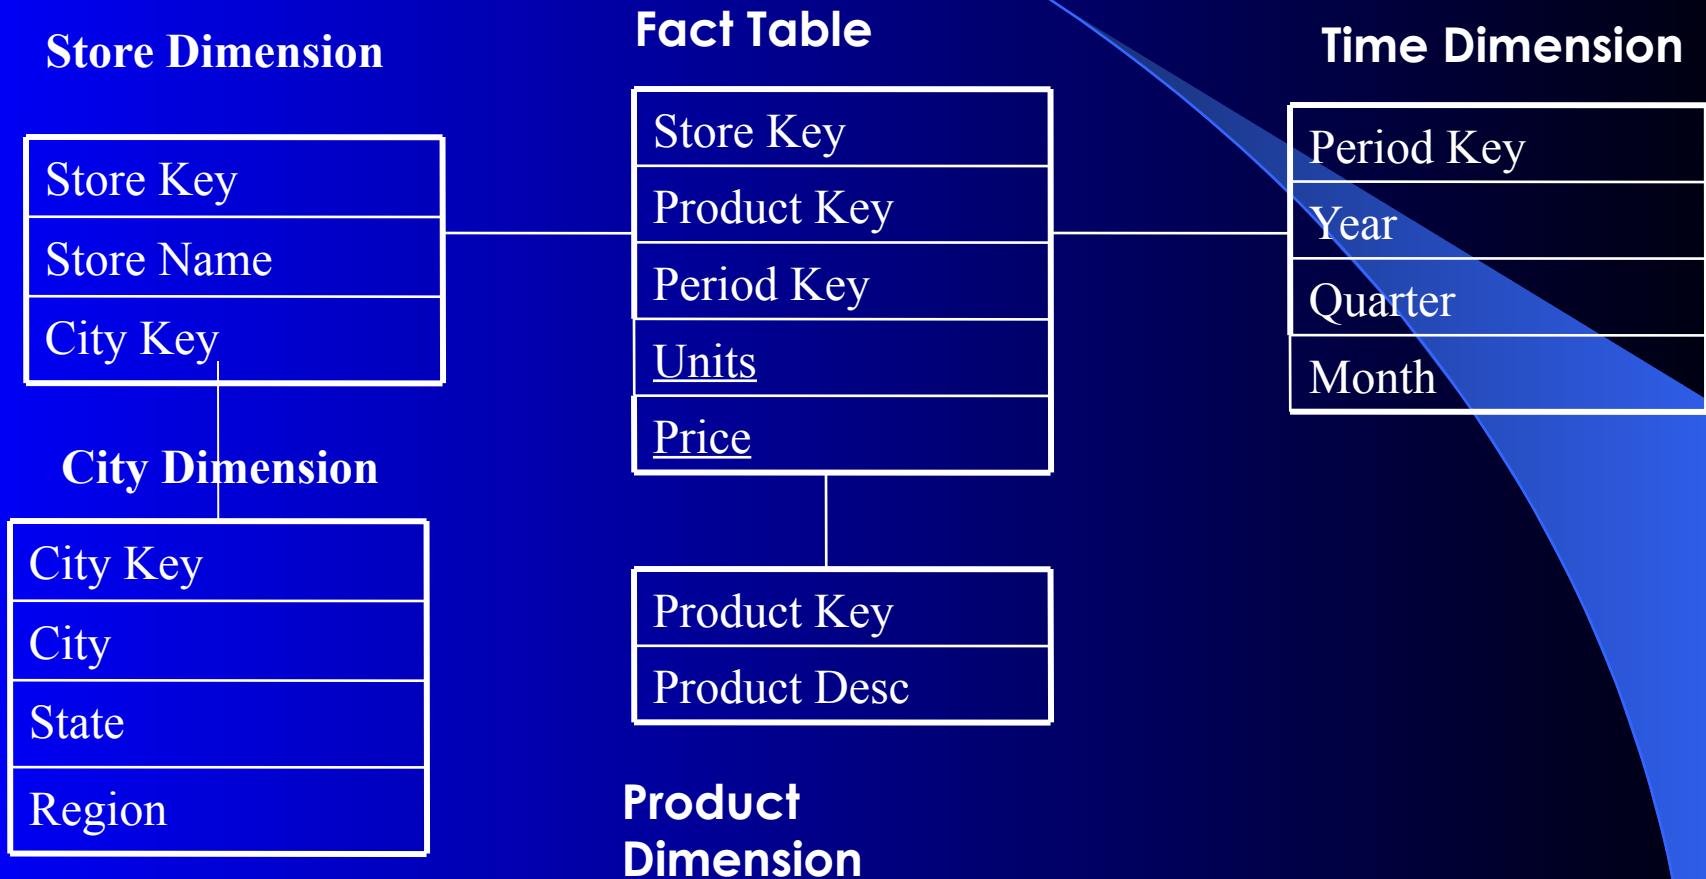 Store Dimension
Store Key
Store Name
City Key
City Dimension
City Key
City
State
Region
Fact Table
Store Key
Product Key
Period Key
Units
Price
Product Key
Product Desc
Product
Dimension
Time Dimension
Period Key
Year
Quarter
Month